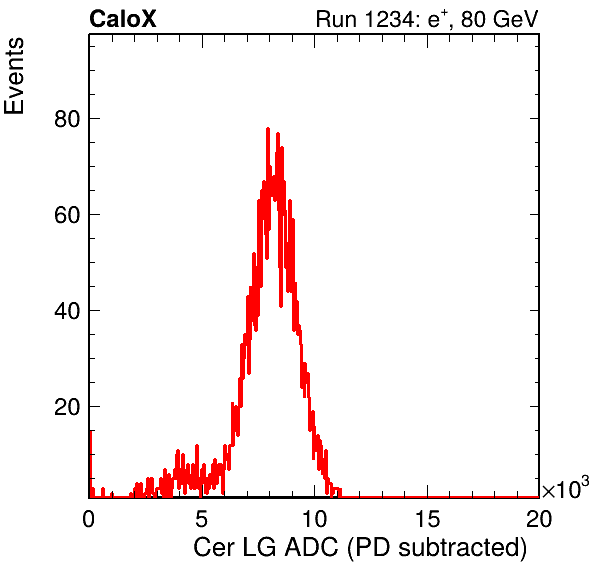 CaloX Run 1234: e⁺, 80 GeV
Events
80
60
40
20
×10³
0 5 10 15 20
Cer LG ADC (PD subtracted)